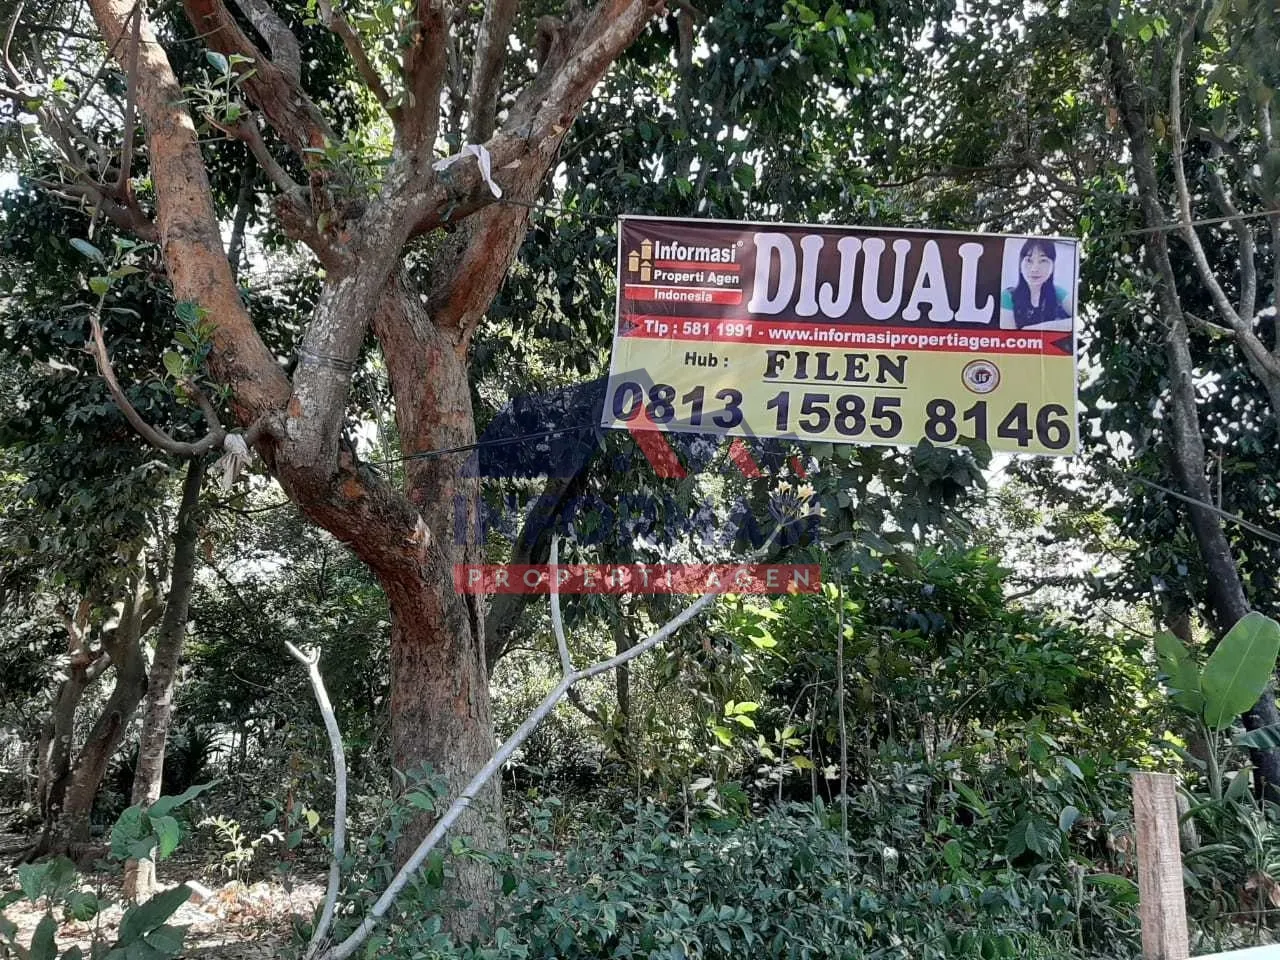 Informasi®
Properti Agen
Indonesia
DIJUAL
Tlp : 581 1991 - www.informasipropertiagen.com
Hub : FILEN
0813 1585 8146
INFORMASI
PROPERTI AGEN